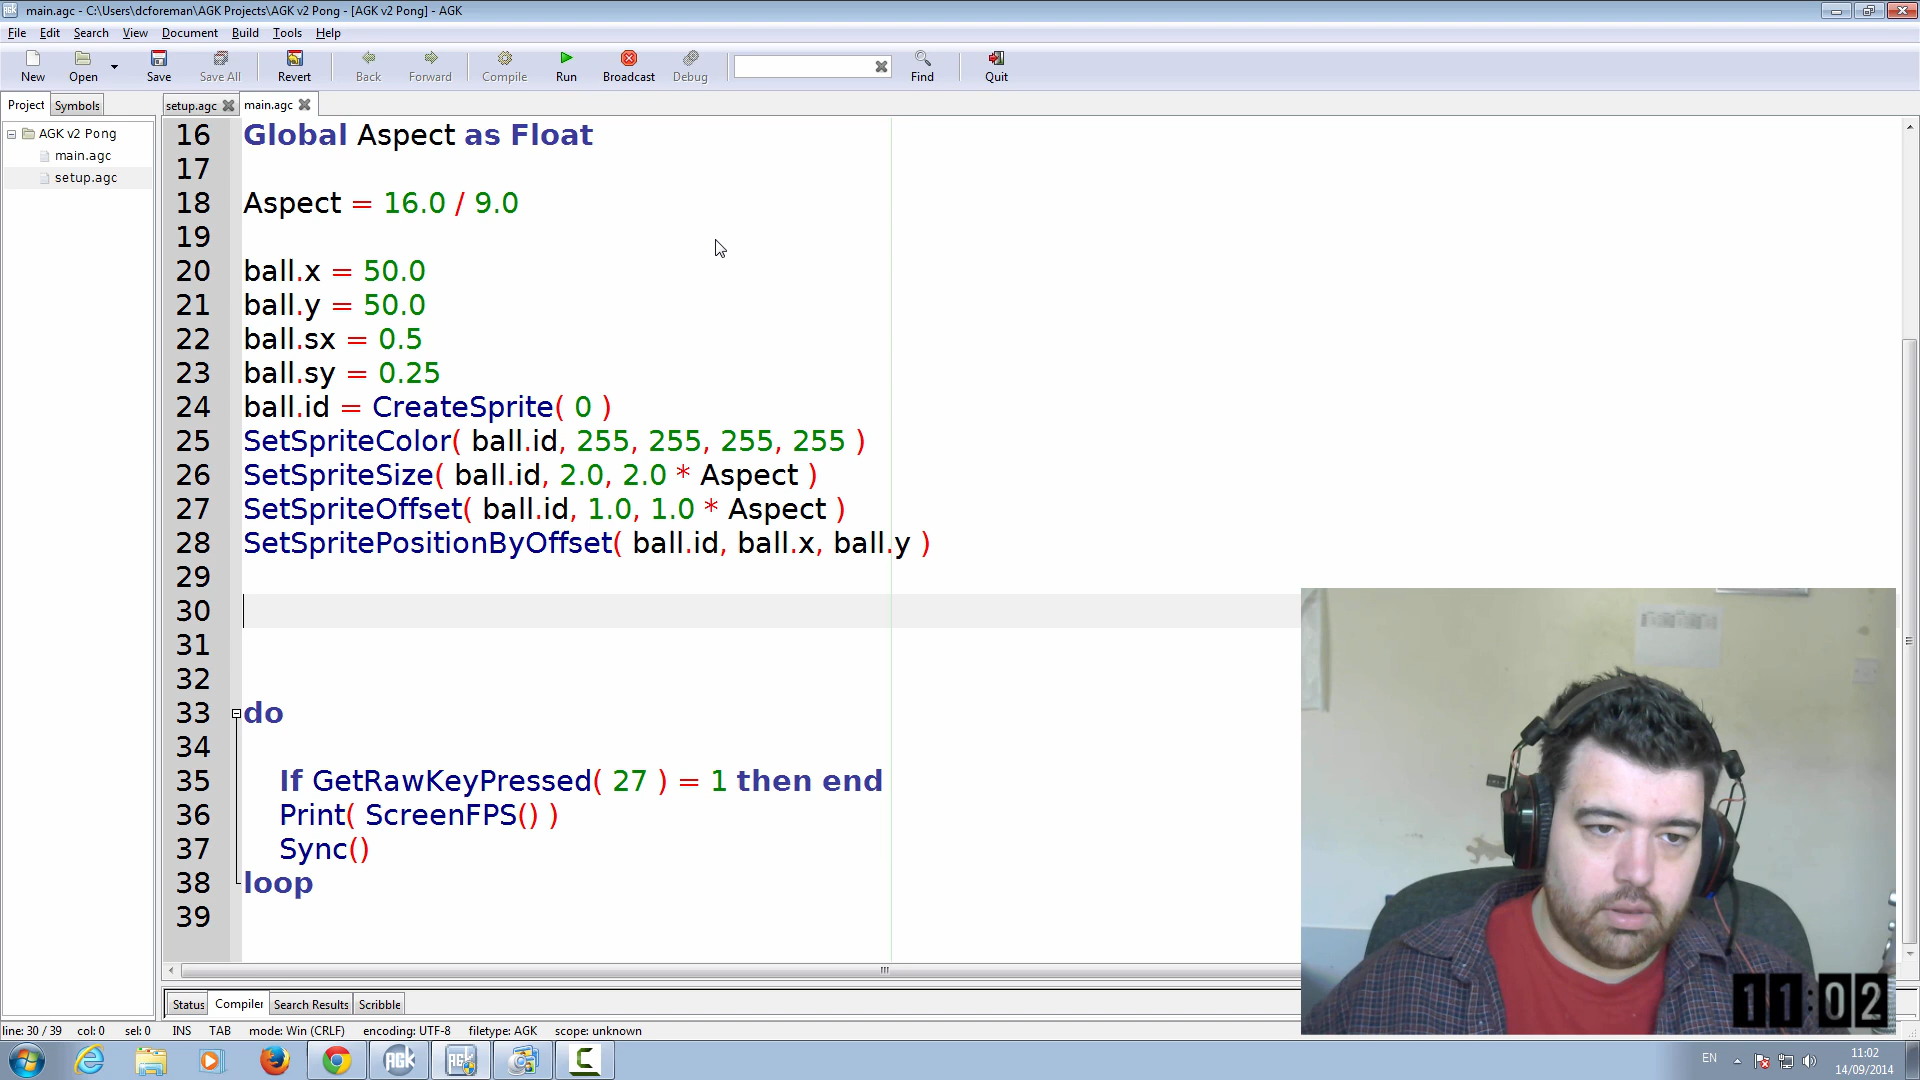 main.agc - C:\Users\dcforeman\AGK Projects\AGK v2 Pong - [AGK v2 Pong] - AGK
File Edit Search View Document Build Tools Help
New Open Save Save All Revert Back Forward Compile Run Broadcast Debug Find Quit
Project Symbols setup.agc main.agc
AGK v2 Pong
main.agc
setup.agc
16 Global Aspect as Float
17
18 Aspect = 16.0 / 9.0
19
20 ball.x = 50.0
21 ball.y = 50.0
22 ball.sx = 0.5
23 ball.sy = 0.25
24 ball.id = CreateSprite( 0 )
25 SetSpriteColor( ball.id, 255, 255, 255, 255 )
26 SetSpriteSize( ball.id, 2.0, 2.0 * Aspect )
27 SetSpriteOffset( ball.id, 1.0, 1.0 * Aspect )
28 SetSpritePositionByOffset( ball.id, ball.x, ball.y )
29
30
31
32
33 do
34
35 If GetRawKeyPressed( 27 ) = 1 then end
36 Print( ScreenFPS() )
37 Sync()
38 loop
39
Status Compiler Search Results Scribble
line: 30 / 39 col: 0 sel: 0 INS TAB mode: Win (CRLF) encoding: UTF-8 filetype: AGK scope: unknown
11:02
AGK
EN
11:02
14/09/2014